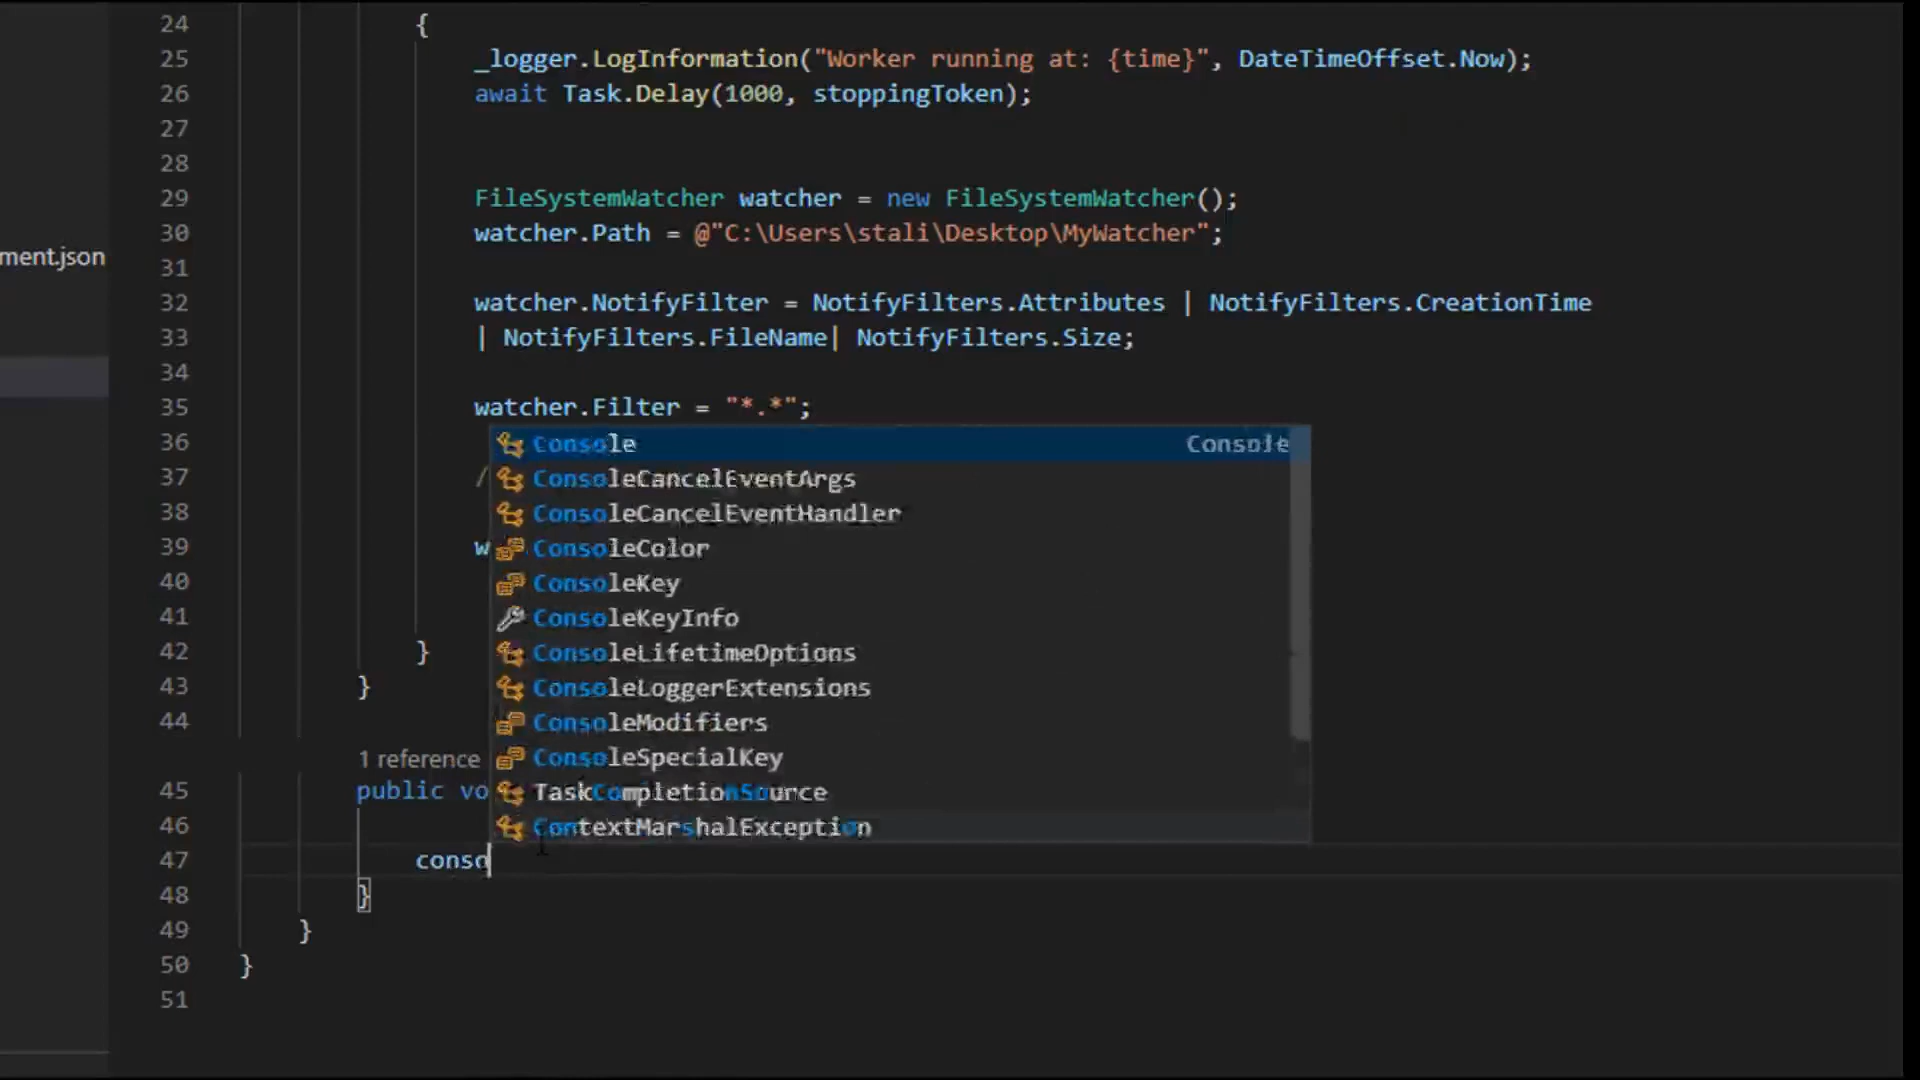 24 {
25 _logger.LogInformation("Worker running at: {time}", DateTimeOffset.Now);
26 await Task.Delay(1000, stoppingToken);
27
28
29 FileSystemWatcher watcher = new FileSystemWatcher();
30 watcher.Path = @"C:\Users\stali\Desktop\MyWatcher";
ment.json
31
32 watcher.NotifyFilter = NotifyFilters.Attributes | NotifyFilters.CreationTime
33 | NotifyFilters.FileName| NotifyFilters.Size;
34
35 watcher.Filter = "*.*";
36 Console Console
37 / ConsoleCancelEventArgs
38 ConsoleCancelEventHandler
39 w ConsoleColor
40 ConsoleKey
41 ConsoleKeyInfo
42 } ConsoleLifetimeOptions
43 } ConsoleLoggerExtensions
44 ConsoleModifiers
1 reference ConsoleSpecialKey
45 public vo TaskCompletionSource
46 ContextMarshalException
47 conso
48 }
49 }
50 }
51